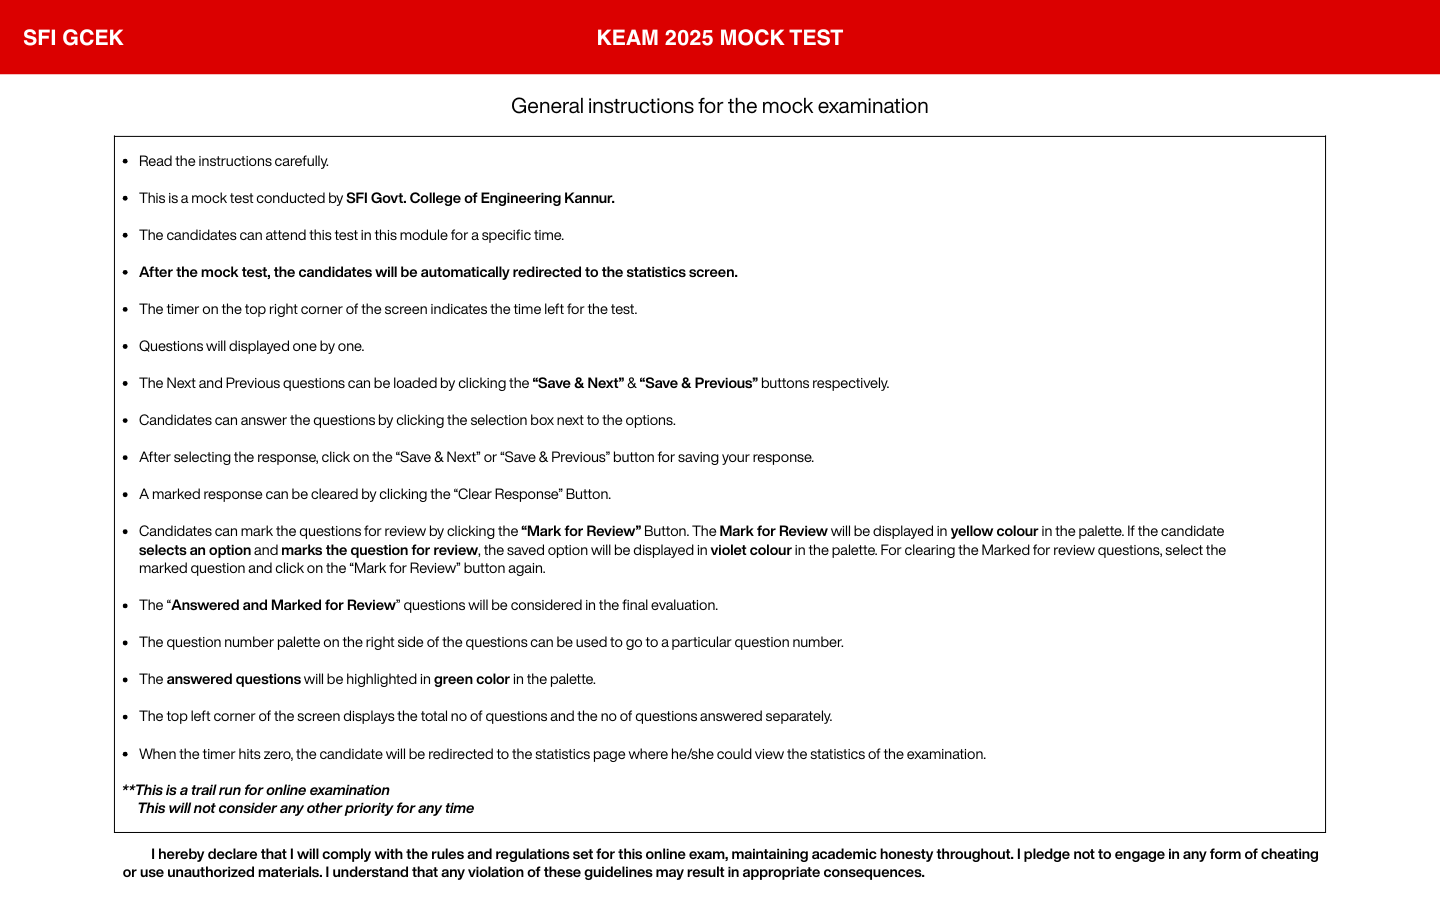 SFI GCEK
KEAM 2025 MOCK TEST
General instructions for the mock examination
• Read the instructions carefully.
• This is a mock test conducted by SFI Govt. College of Engineering Kannur.
• The candidates can attend this test in this module for a specific time.
• After the mock test, the candidates will be automatically redirected to the statistics screen.
• The timer on the top right corner of the screen indicates the time left for the test.
• Questions will displayed one by one.
• The Next and Previous questions can be loaded by clicking the “Save & Next” & “Save & Previous” buttons respectively.
• Candidates can answer the questions by clicking the selection box next to the options.
• After selecting the response, click on the “Save & Next” or “Save & Previous” button for saving your response.
• A marked response can be cleared by clicking the “Clear Response” Button.
• Candidates can mark the questions for review by clicking the “Mark for Review” Button. The Mark for Review will be displayed in yellow colour in the palette. If the candidate
selects an option and marks the question for review, the saved option will be displayed in violet colour in the palette. For clearing the Marked for review questions, select the
marked question and click on the “Mark for Review” button again.
• The “Answered and Marked for Review” questions will be considered in the final evaluation.
• The question number palette on the right side of the questions can be used to go to a particular question number.
• The answered questions will be highlighted in green color in the palette.
• The top left corner of the screen displays the total no of questions and the no of questions answered separately.
• When the timer hits zero, the candidate will be redirected to the statistics page where he/she could view the statistics of the examination.
**This is a trail run for online examination
This will not consider any other priority for any time
I hereby declare that I will comply with the rules and regulations set for this online exam, maintaining academic honesty throughout. I pledge not to engage in any form of cheating
or use unauthorized materials. I understand that any violation of these guidelines may result in appropriate consequences.